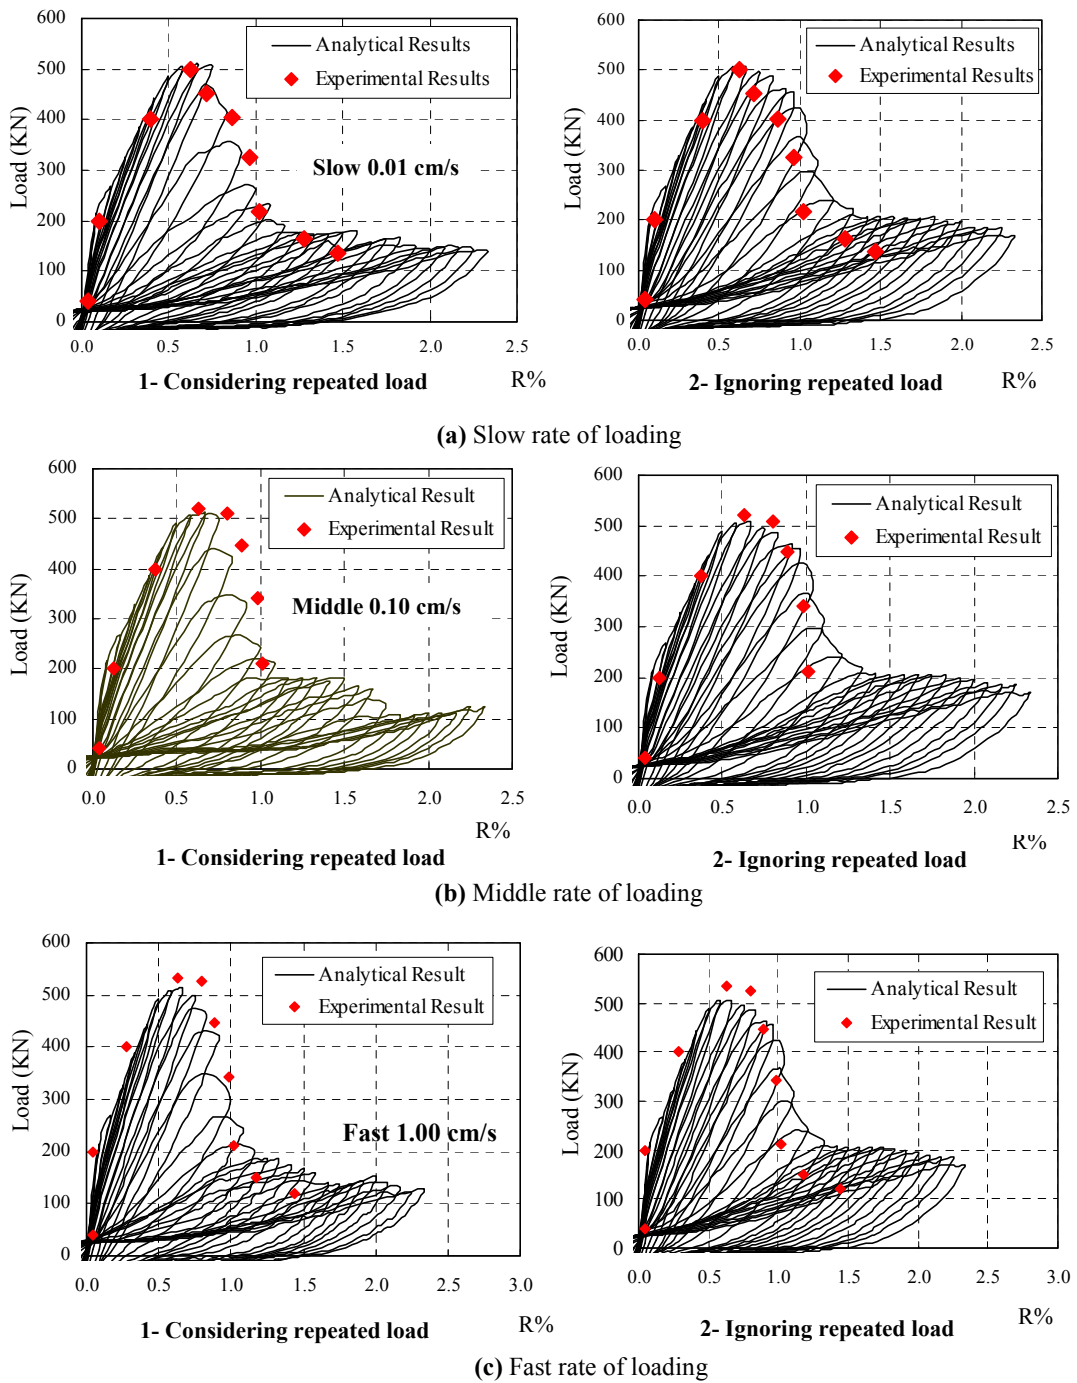 600
500
400
300
200
100
0
Load (KN)
Analytical Results
Experimental Results
Slow 0.01 cm/s
0.0 0.5 1.0 1.5 2.0 2.5
1- Considering repeated load R%
600
500
400
300
200
100
0
Load (KN)
Analytical Results
Experimental Results
0.0 0.5 1.0 1.5 2.0 2.5
2- Ignoring repeated load R%
(a) Slow rate of loading
600
500
400
300
200
100
0
Load (KN)
Analytical Result
Experimental Result
Middle 0.10 cm/s
0.0 0.5 1.0 1.5 2.0 2.5
R%
1- Considering repeated load
600
500
400
300
200
100
0
Load (KN)
Analytical Result
Experimental Result
0.0 0.5 1.0 1.5 2.0 2.5
R%
2- Ignoring repeated load
(b) Middle rate of loading
600
500
400
300
200
100
0
Load (KN)
Analytical Result
Experimental Result
Fast 1.00 cm/s
0.0 0.5 1.0 1.5 2.0 2.5 3.0
1- Considering repeated load R%
600
500
400
300
200
100
0
Load (KN)
Analytical Result
Experimental Result
0.0 0.5 1.0 1.5 2.0 2.5 3.0
2- Ignoring repeated load R%
(c) Fast rate of loading